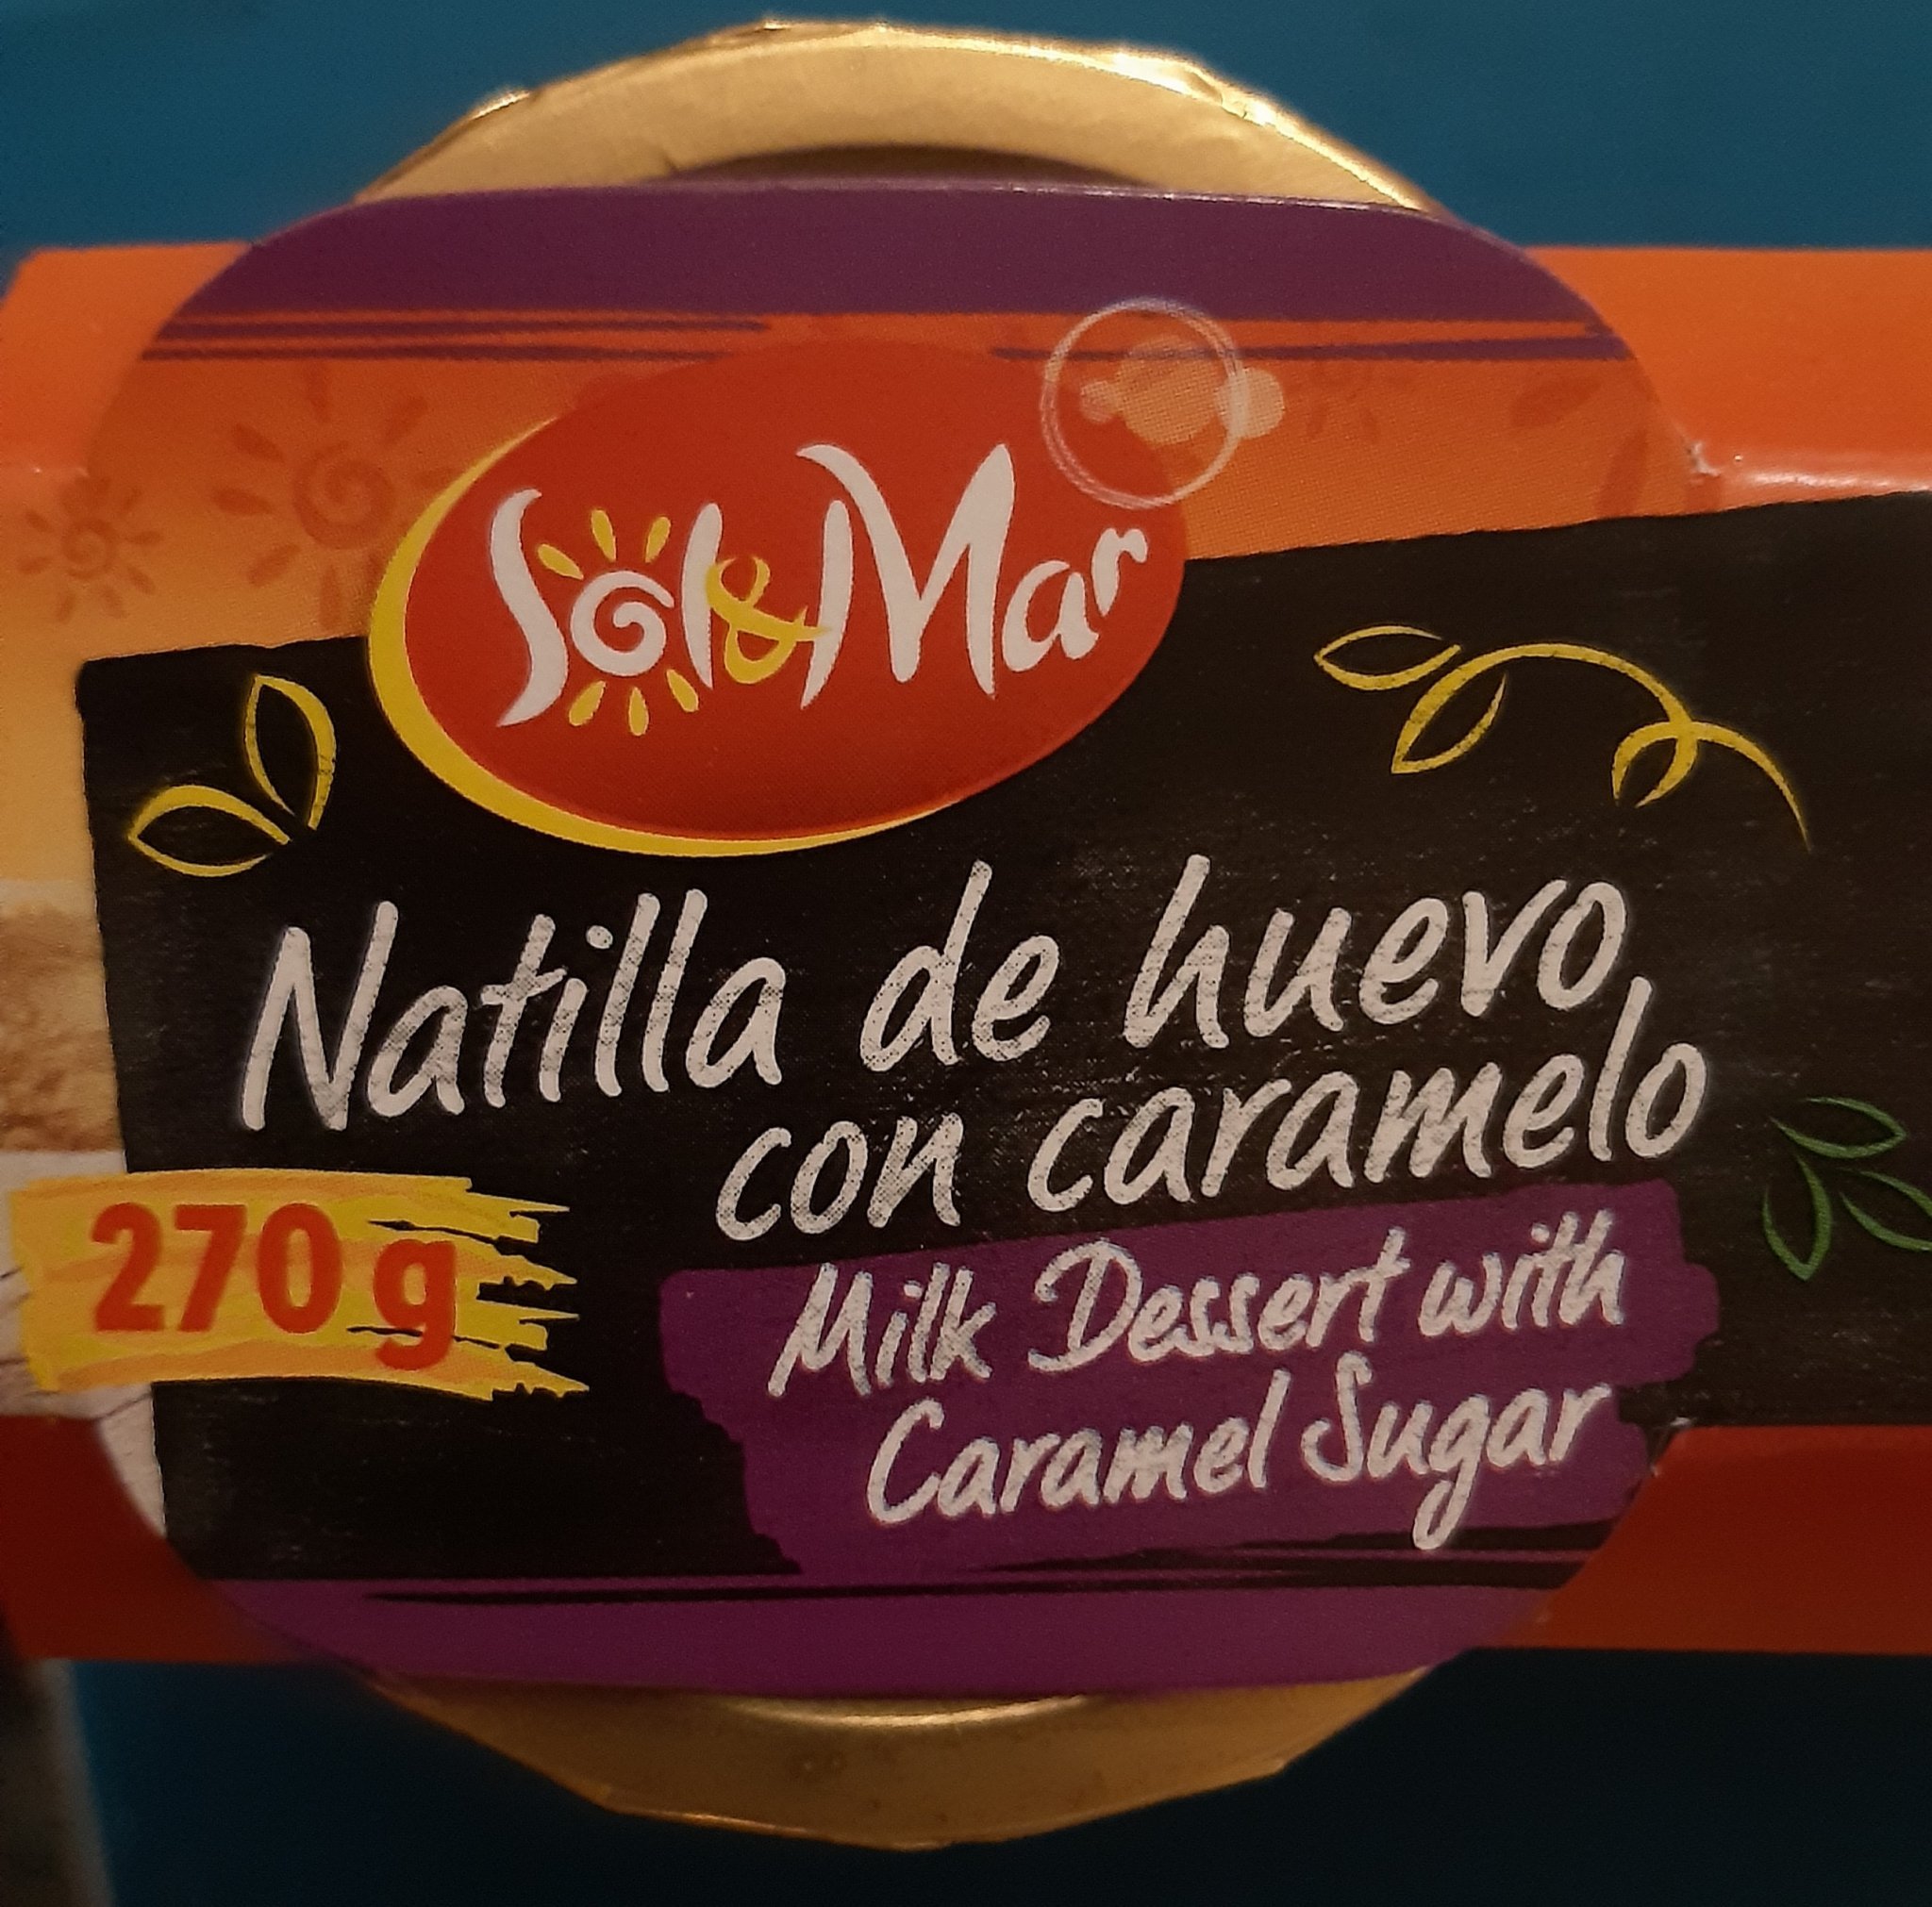 Sol&Mar
Natilla de huevo
con caramelo
270 g
Milk Dessert with
Caramel Sugar